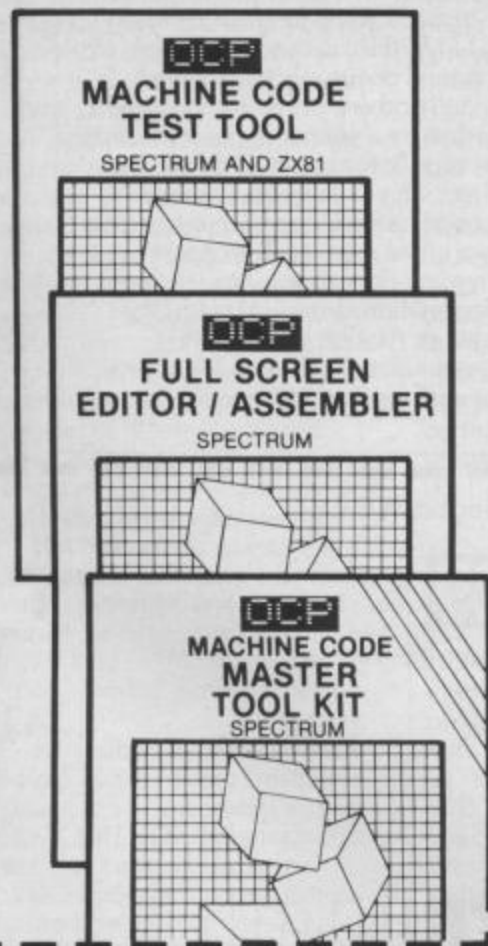 OCP
MACHINE CODE
TEST TOOL
SPECTRUM AND ZX81
OCP
FULL SCREEN
EDITOR / ASSEMBLER
SPECTRUM
OCP
MACHINE CODE
MASTER
TOOL KIT
SPECTRUM